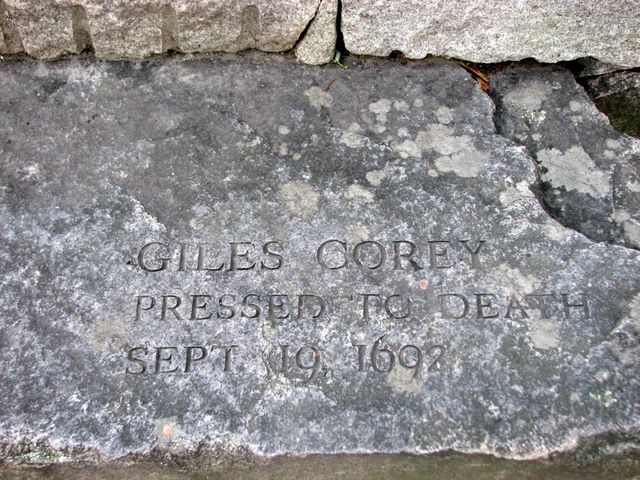 GILES COREY
PRESSED TO DEATH
SEPT 19, 1692